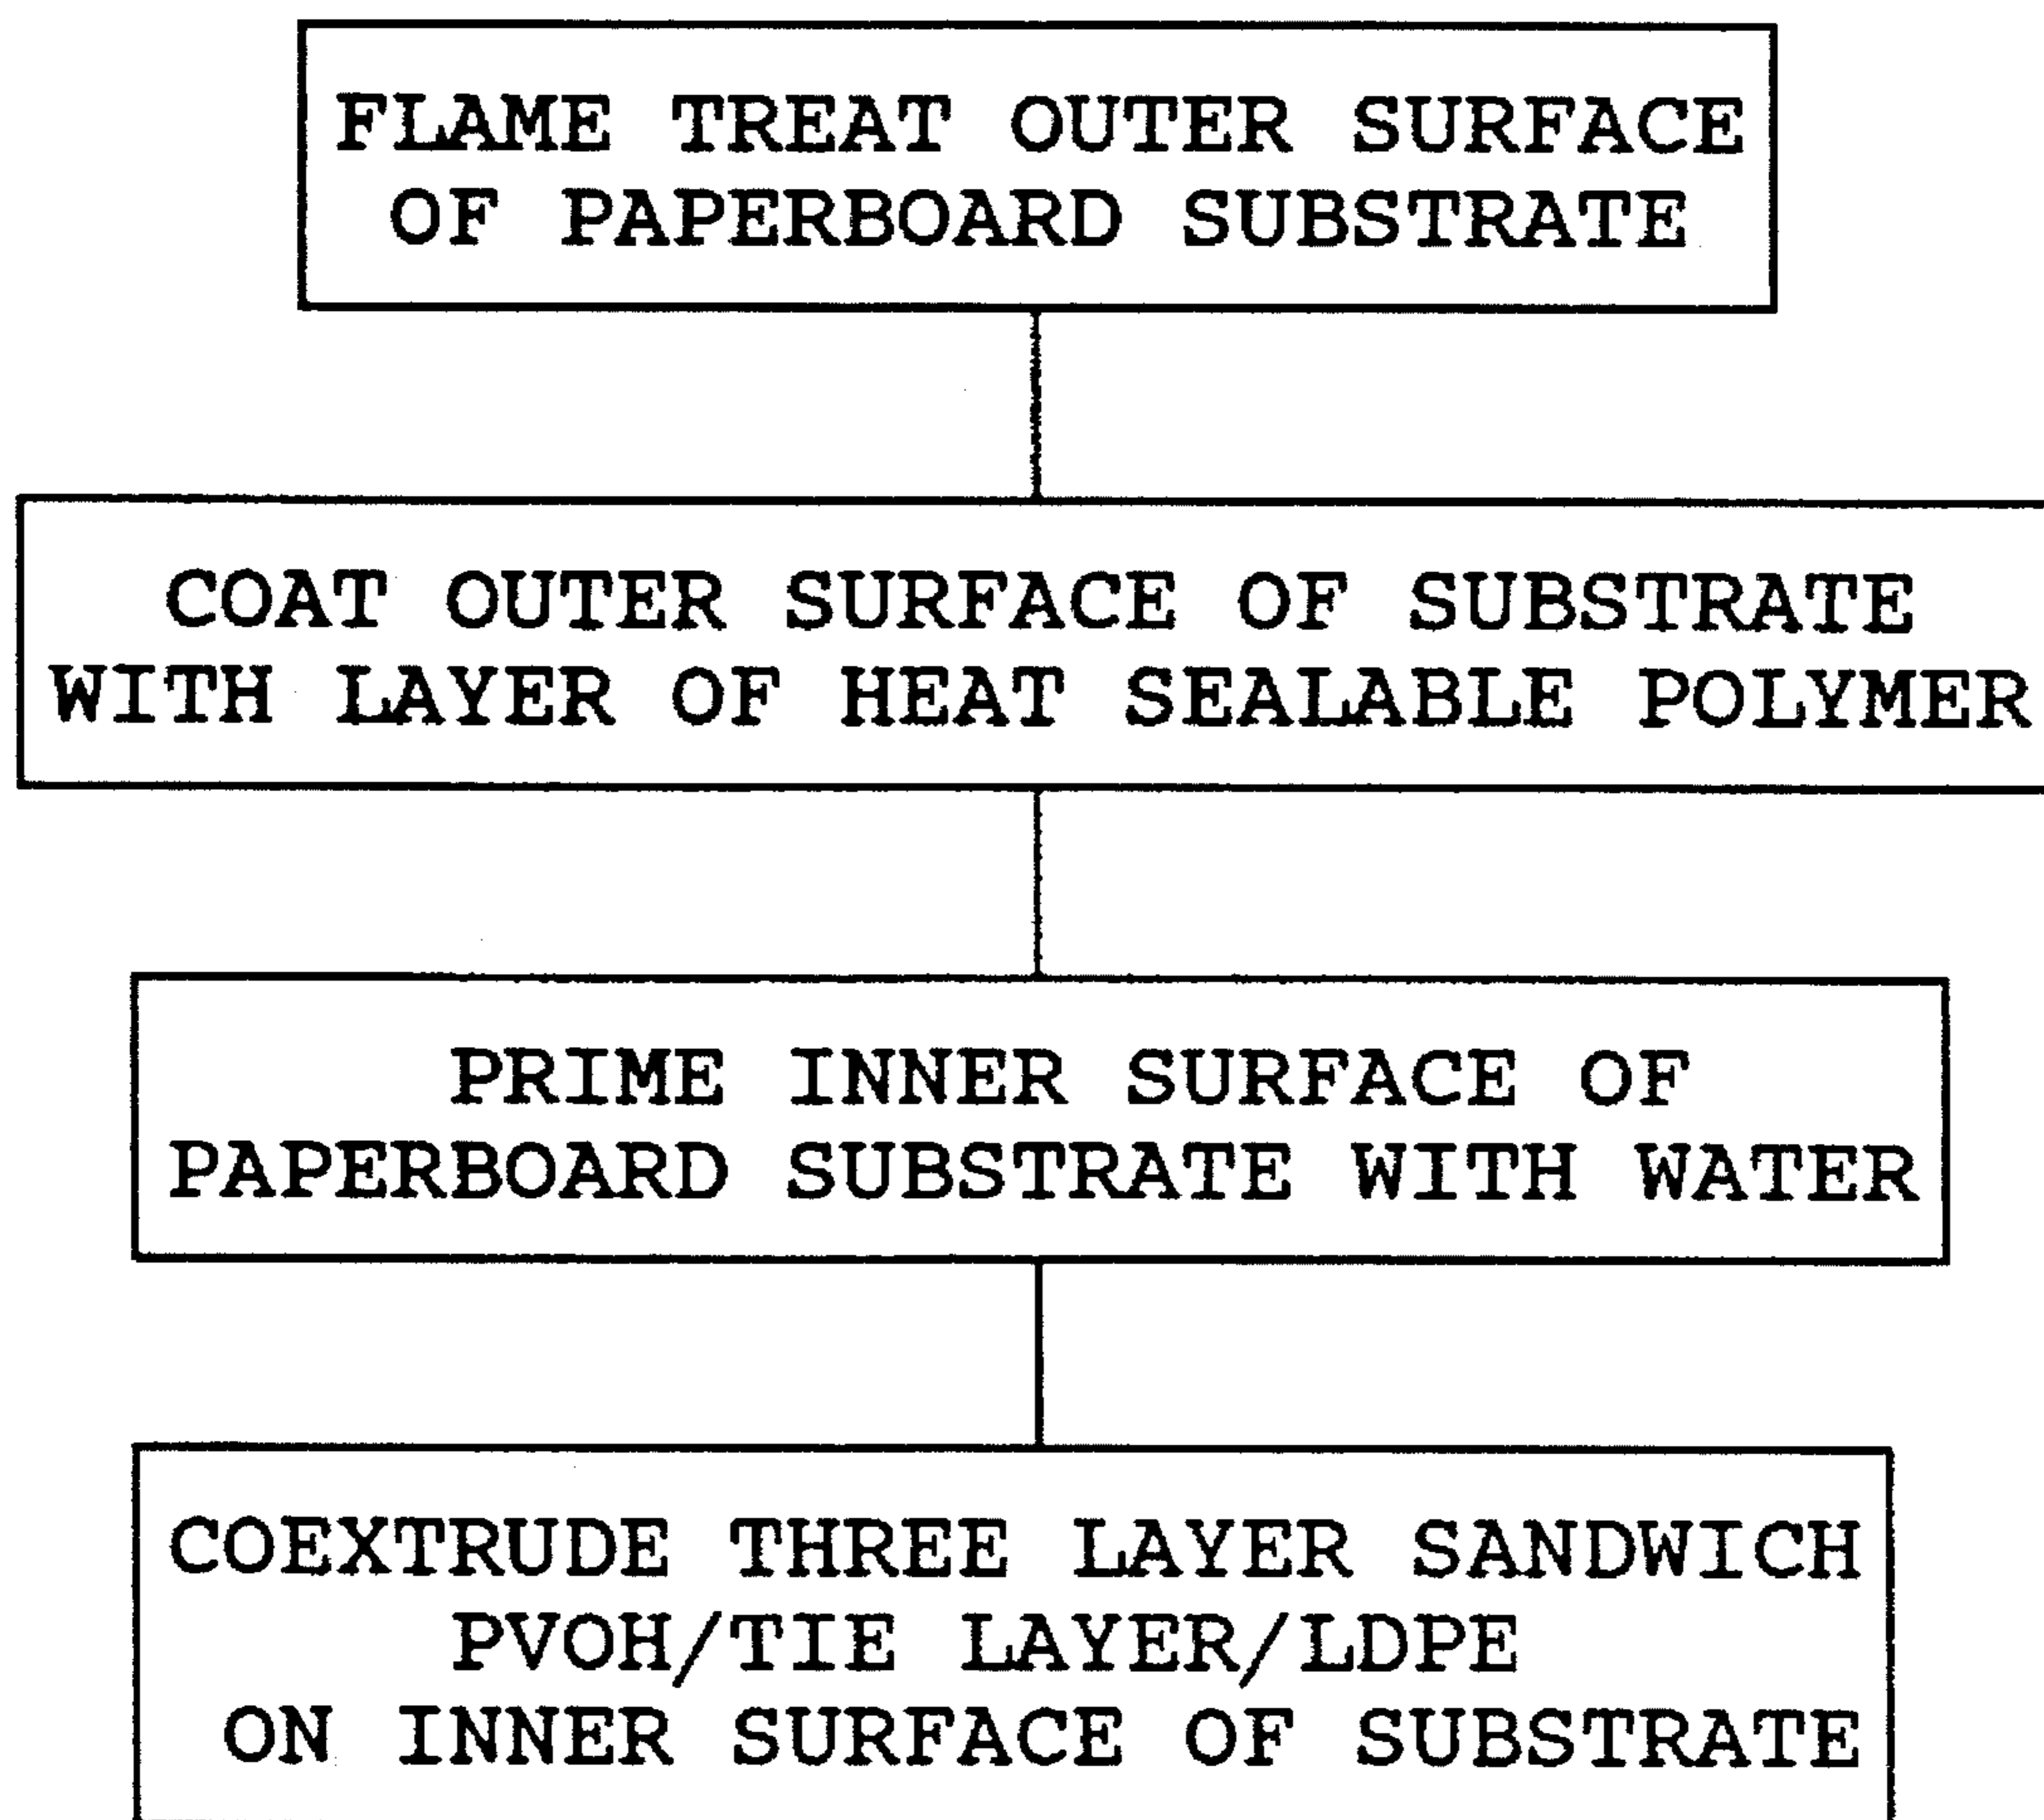 FLAME TREAT OUTER SURFACE
OF PAPERBOARD SUBSTRATE
COAT OUTER SURFACE OF SUBSTRATE
WITH LAYER OF HEAT SEALABLE POLYMER
PRIME INNER SURFACE OF
PAPERBOARD SUBSTRATE WITH WATER
COEXTRUDE THREE LAYER SANDWICH
PVOH/TIE LAYER/LDPE
ON INNER SURFACE OF SUBSTRATE